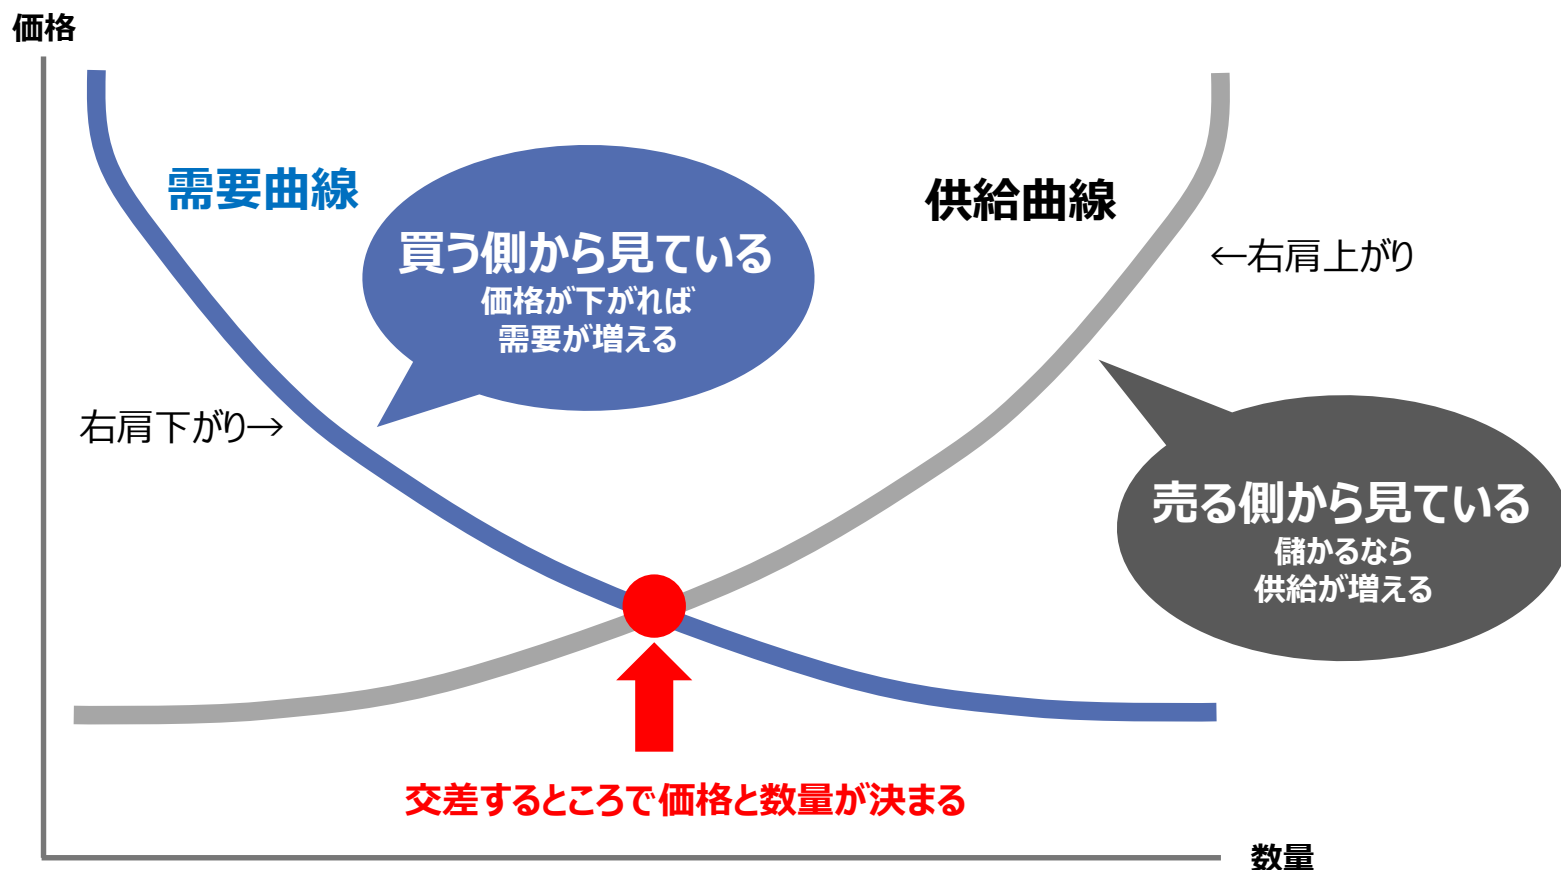 価格
需要曲線
買う側から見ている
価格が下がれば
需要が増える
供給曲線
←右肩上がり
右肩下がり→
売る側から見ている
儲かるなら
供給が増える
交差するところで価格と数量が決まる
数量